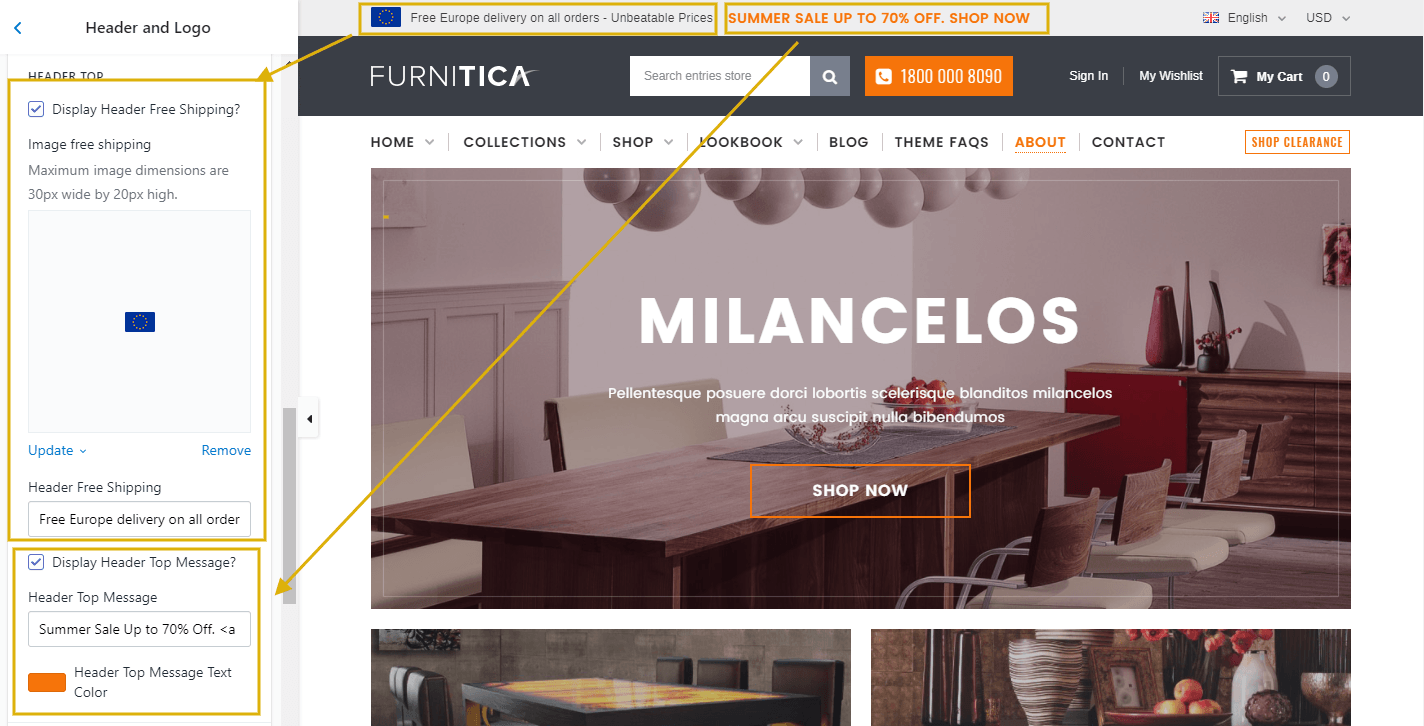 Header and Logo
HEADER TOP
Display Header Free Shipping?
Image free shipping
Maximum image dimensions are
30px wide by 20px high.
Update
Remove
Header Free Shipping
Free Europe delivery on all order
Display Header Top Message?
Header Top Message
Summer Sale Up to 70% Off. <a
Header Top Message Text
Color
Free Europe delivery on all orders - Unbeatable Prices
SUMMER SALE UP TO 70% OFF. SHOP NOW
English
USD
FURNITICA
Search entries store
1800 000 8090
Sign In
My Wishlist
My Cart
0
HOME
COLLECTIONS
SHOP
LOOKBOOK
BLOG
THEME FAQS
ABOUT
CONTACT
SHOP CLEARANCE
MILANCELOS
Pellentesque posuere dorci lobortis scelerisque blanditos milancelos
magna arcu suscipit nulla bibendumos
SHOP NOW